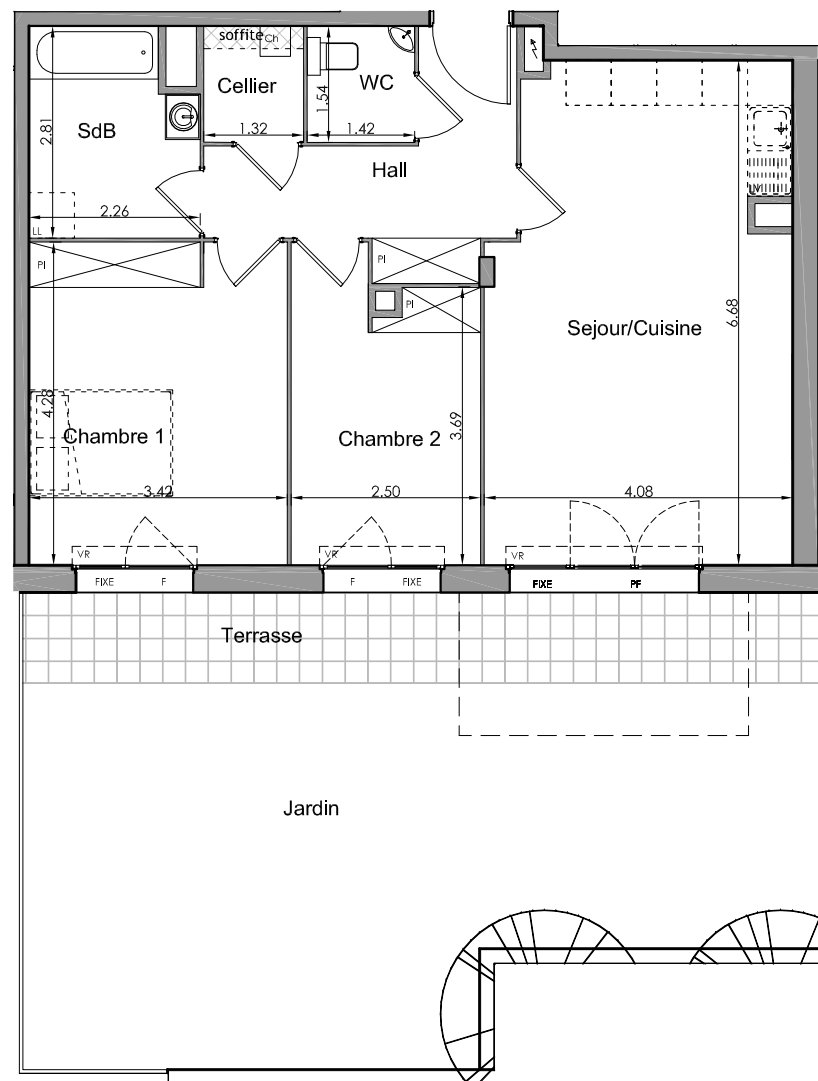 soffite Ch
Cellier
WC
1.54
2.81
SdB
1.32
1.42
Hall
2.26
LL
LV
PI
PI
PI
Sejour/Cuisine
6.68
4.28
Chambre 1
Chambre 2
3.69
3.42
2.50
4.08
VR
VR
VR
FIXE F
F FIXE
FIXE PF
Terrasse
Jardin